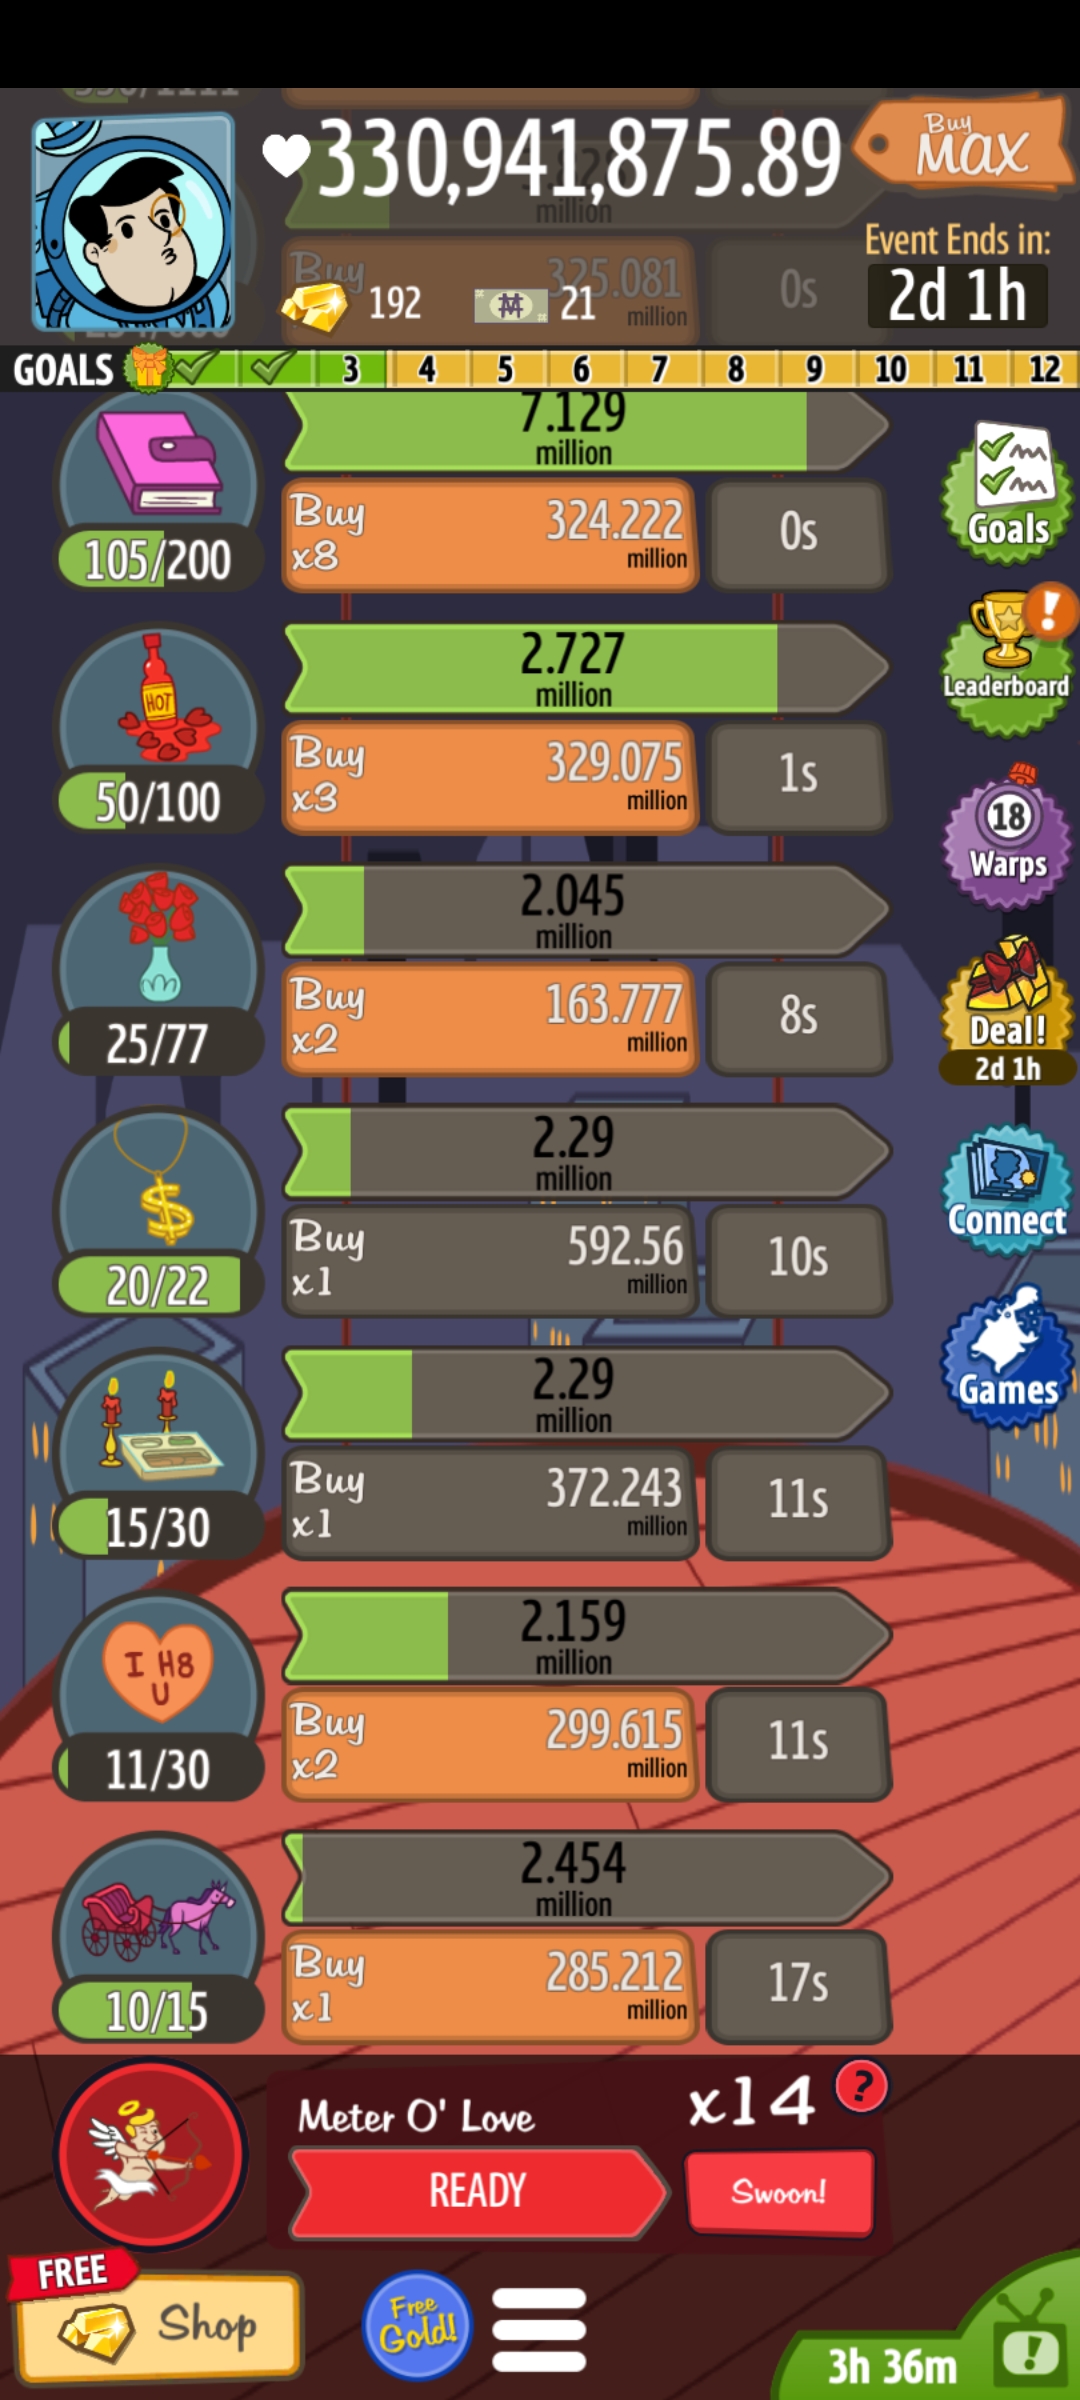 330,941,875.89
Buy
MAX
million
Event Ends in:
2d 1h
Buy
325.081
million
0s
192
21
GOALS 3 4 5 6 7 8 9 10 11 12
7.129
million
Buy
x8
324.222
million
0s
105/200
Goals
2.727
million
HOT
Buy
x3
329.075
million
1s
50/100
!
Leaderboard
2.045
million
Buy
x2
163.777
million
8s
25/77
18
Warps
Deal!
2d 1h
2.29
million
$
Buy
x1
592.56
million
10s
20/22
Connect
2.29
million
Buy
x1
372.243
million
11s
15/30
Games
2.159
million
I H8
U
Buy
x2
299.615
million
11s
11/30
2.454
million
Buy
x1
285.212
million
17s
10/15
Meter O' Love
x14
?
READY
Swoon!
FREE
Shop
Free
Gold!
3h 36m
!